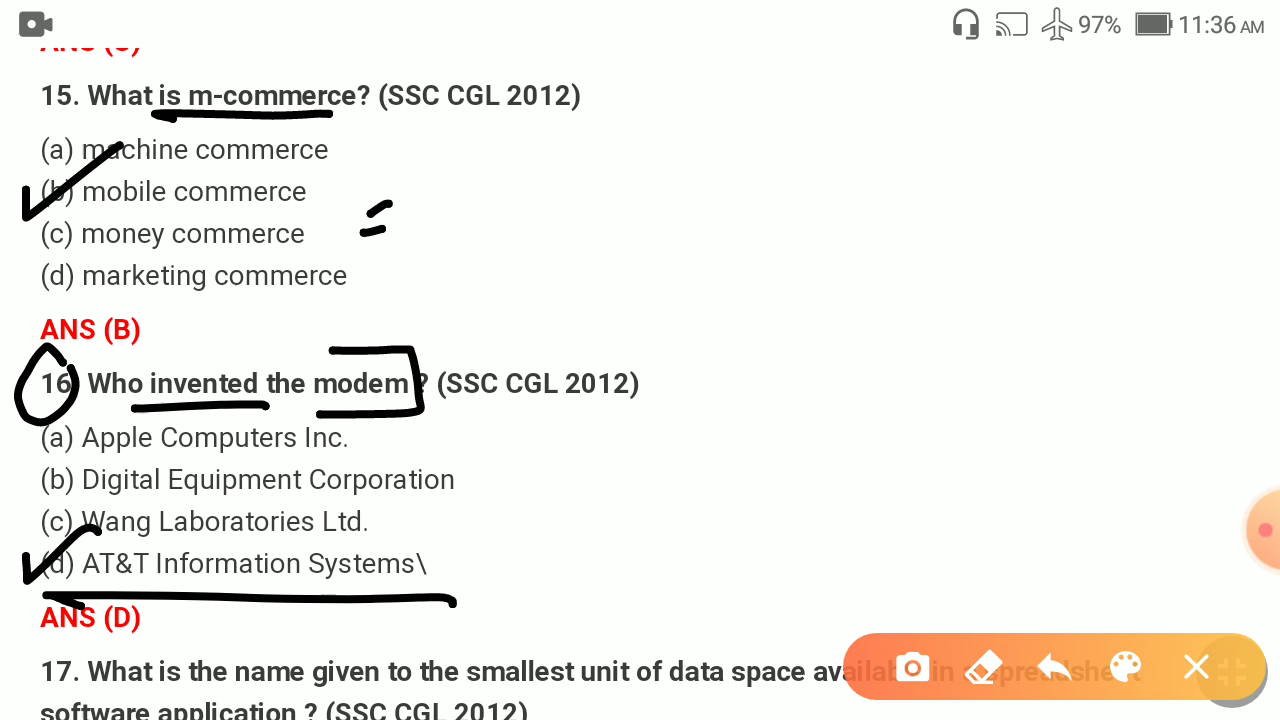 97% 11:36 AM
ANS (C)
15. What is m-commerce? (SSC CGL 2012)
(a) machine commerce
(b) mobile commerce
(c) money commerce
(d) marketing commerce
ANS (B)
16. Who invented the modem ? (SSC CGL 2012)
(a) Apple Computers Inc.
(b) Digital Equipment Corporation
(c) Wang Laboratories Ltd.
(d) AT&T Information Systems\
ANS (D)
17. What is the name given to the smallest unit of data space available in a spreadsheet
software application ? (SSC CGL 2012)